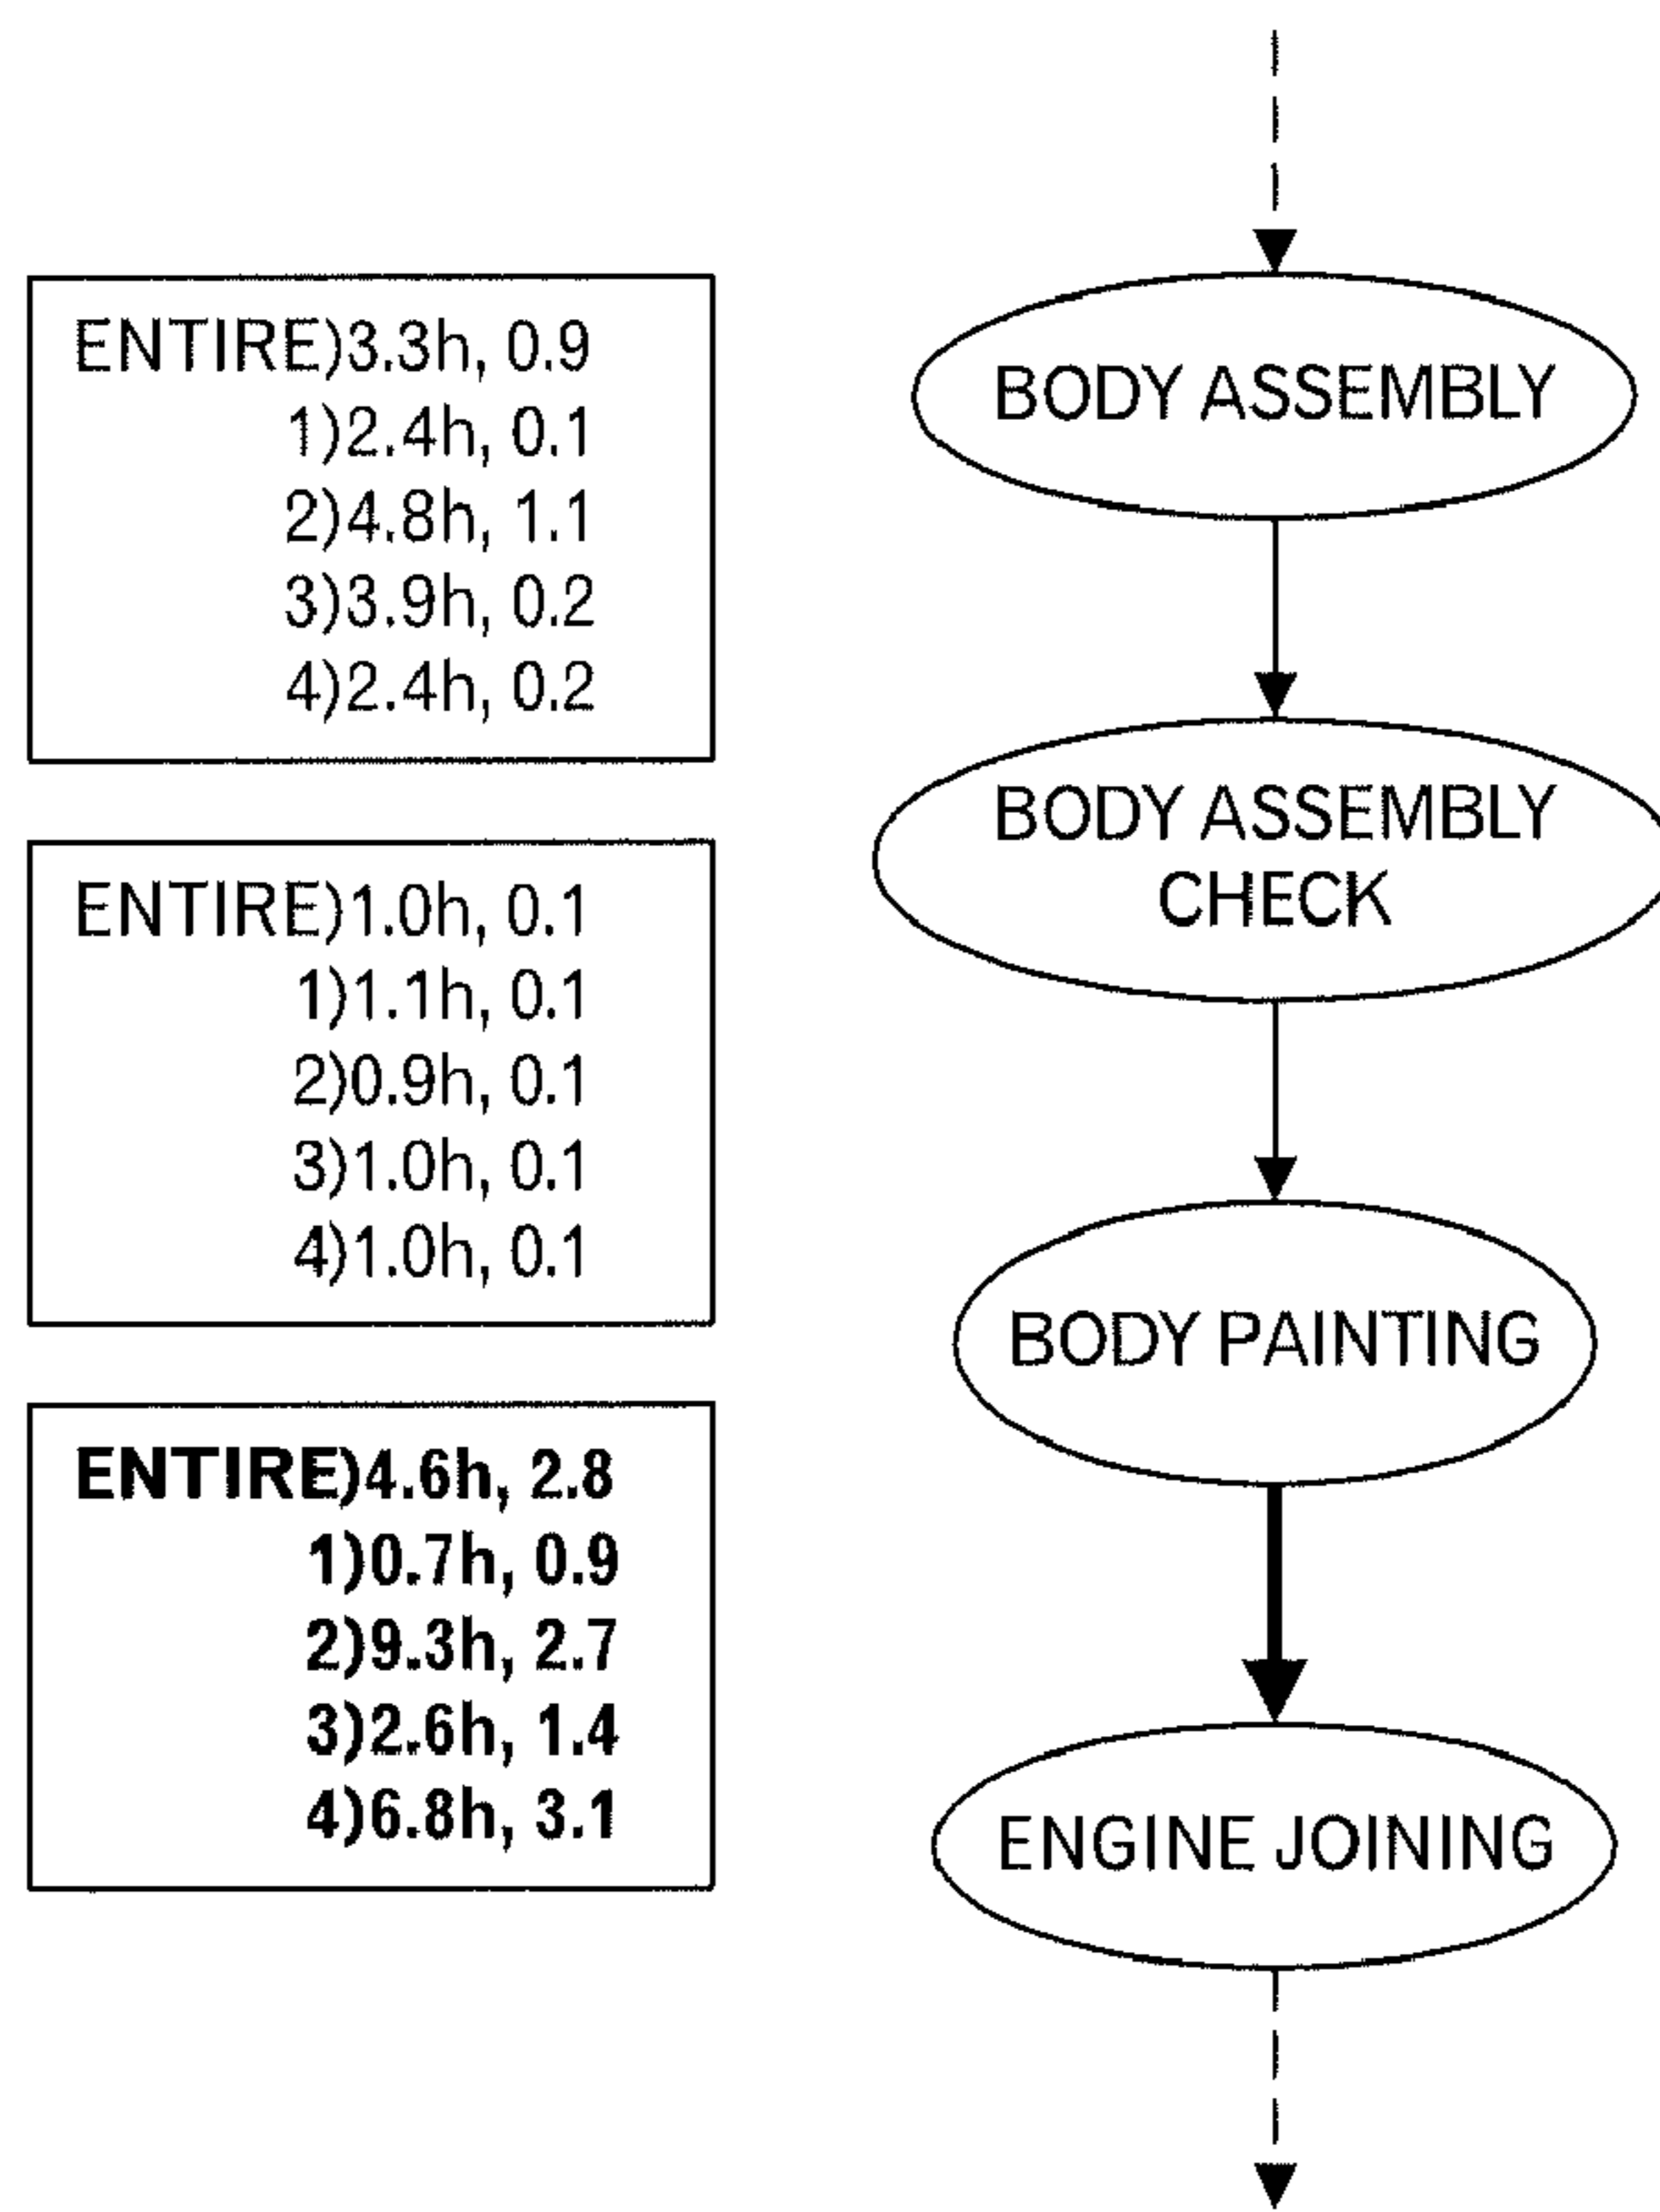 ENTIRE)3.3h, 0.9
1)2.4h, 0.1
2)4.8h, 1.1
3)3.9h, 0.2
4)2.4h, 0.2
ENTIRE)1.0h, 0.1
1)1.1h, 0.1
2)0.9h, 0.1
3)1.0h, 0.1
4)1.0h, 0.1
ENTIRE)4.6h, 2.8
1)0.7h, 0.9
2)9.3h, 2.7
3)2.6h, 1.4
4)6.8h, 3.1
BODY ASSEMBLY
BODY ASSEMBLY
CHECK
BODY PAINTING
ENGINE JOINING